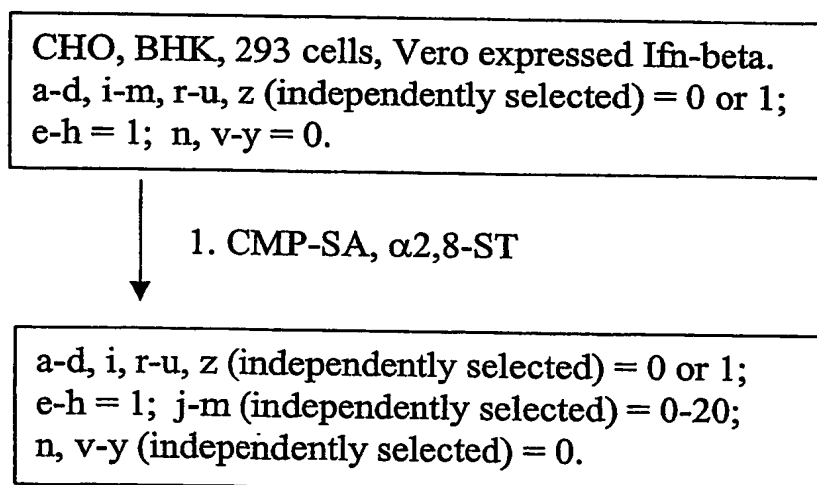 CHO, BHK, 293 cells, Vero expressed Ifn-beta.
a-d, i-m, r-u, z (independently selected) = 0 or 1;
e-h = 1; n, v-y = 0.
1. CMP-SA, α2,8-ST
a-d, i, r-u, z (independently selected) = 0 or 1;
e-h = 1; j-m (independently selected) = 0-20;
n, v-y (independently selected) = 0.